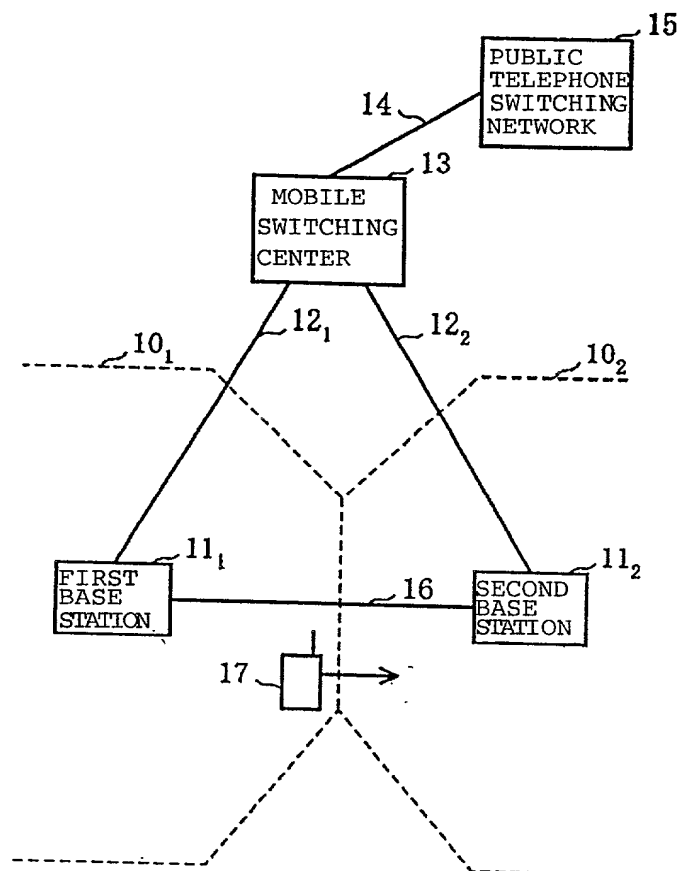 15
PUBLIC
TELEPHONE
SWITCHING
NETWORK
14
13
MOBILE
SWITCHING
CENTER
12₁
12₂
10₁
10₂
11₁
FIRST
BASE
STATION
11₂
SECOND
BASE
STATION
16
17